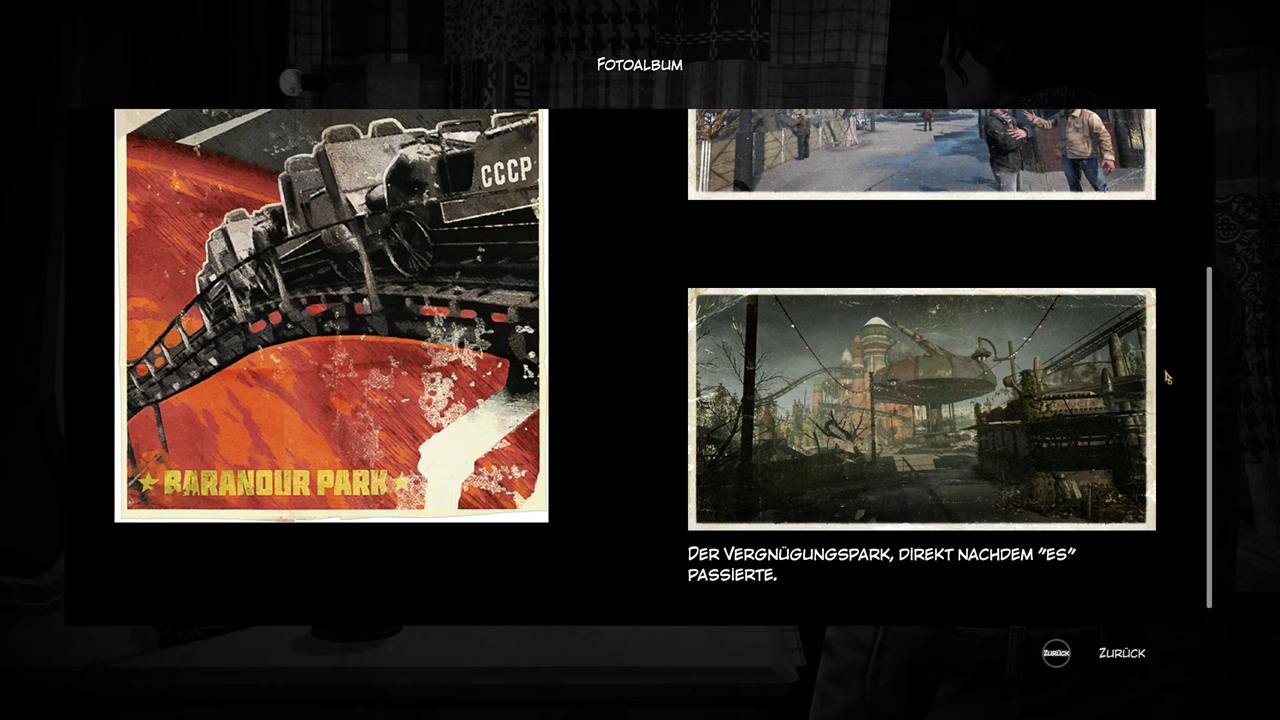 Fotoalbum
CCCP
BARANOUR PARK
Der Vergnügungspark, direkt nachdem "es"
passierte.
Zurück
Zurück